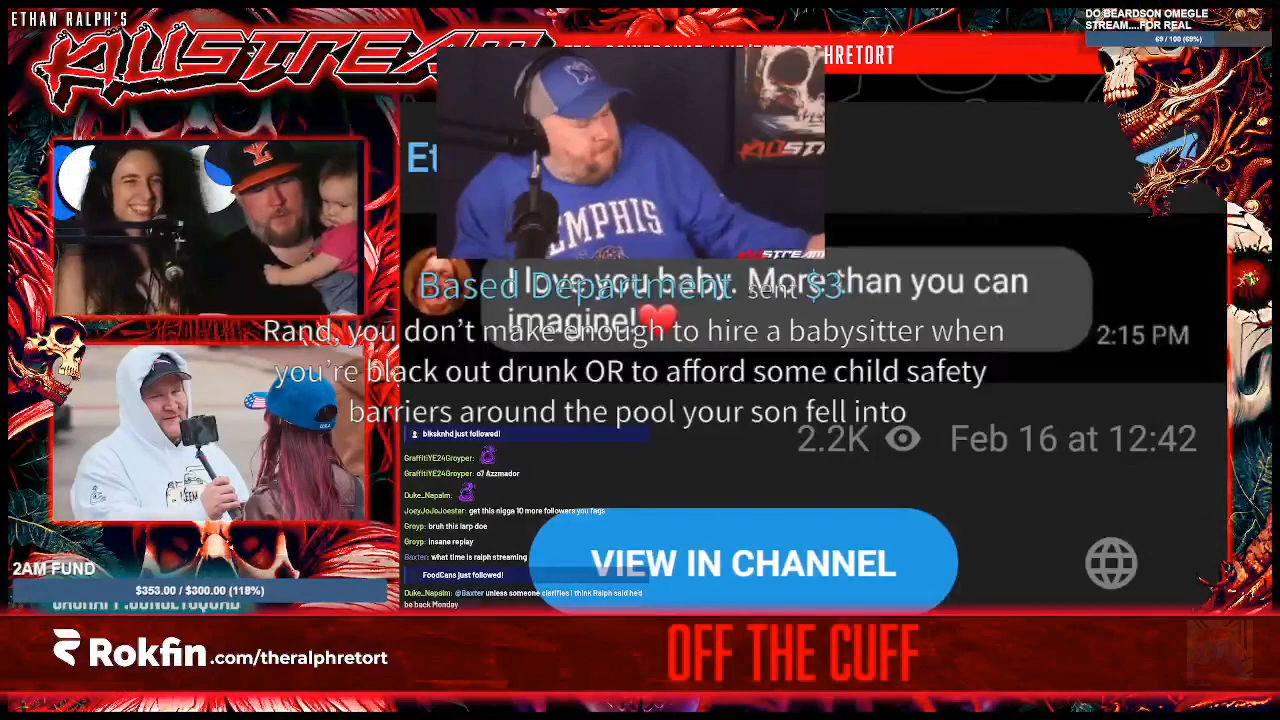 ETHAN RALPH'S
KILLSTREAM
DO BEARDSON OMEGLE
STREAM....FOR REAL
69 / 100 (69%)
HRETORT
Et
MEMPHIS
I love you baby. More than you can
imagine!❤️
2:15 PM
Based Department sent $3
Rand, you don't make enough to hire a babysitter when
you're black out drunk OR to afford some child safety
barriers around the pool your son fell into
2.2K Feb 16 at 12:42
blksknhd just followed!
GraffitiYE24Groyper:
GraffitiYE24Groyper: o7 Azzmador
Duke_Napalm:
JoeyJoJoJoestar: get this nigga 10 more followers you fags
Groyp: bruh this larp doe
Groyp: insane replay
Baxter: what time is ralph streaming
FoodCans just followed!
Duke_Napalm: @Baxter unless someone clarifies I think Ralph said he'd
be back Monday
VIEW IN CHANNEL
2AM FUND
$353.00 / $300.00 (118%)
Rokfin.com/theralphretort
OFF THE CUFF